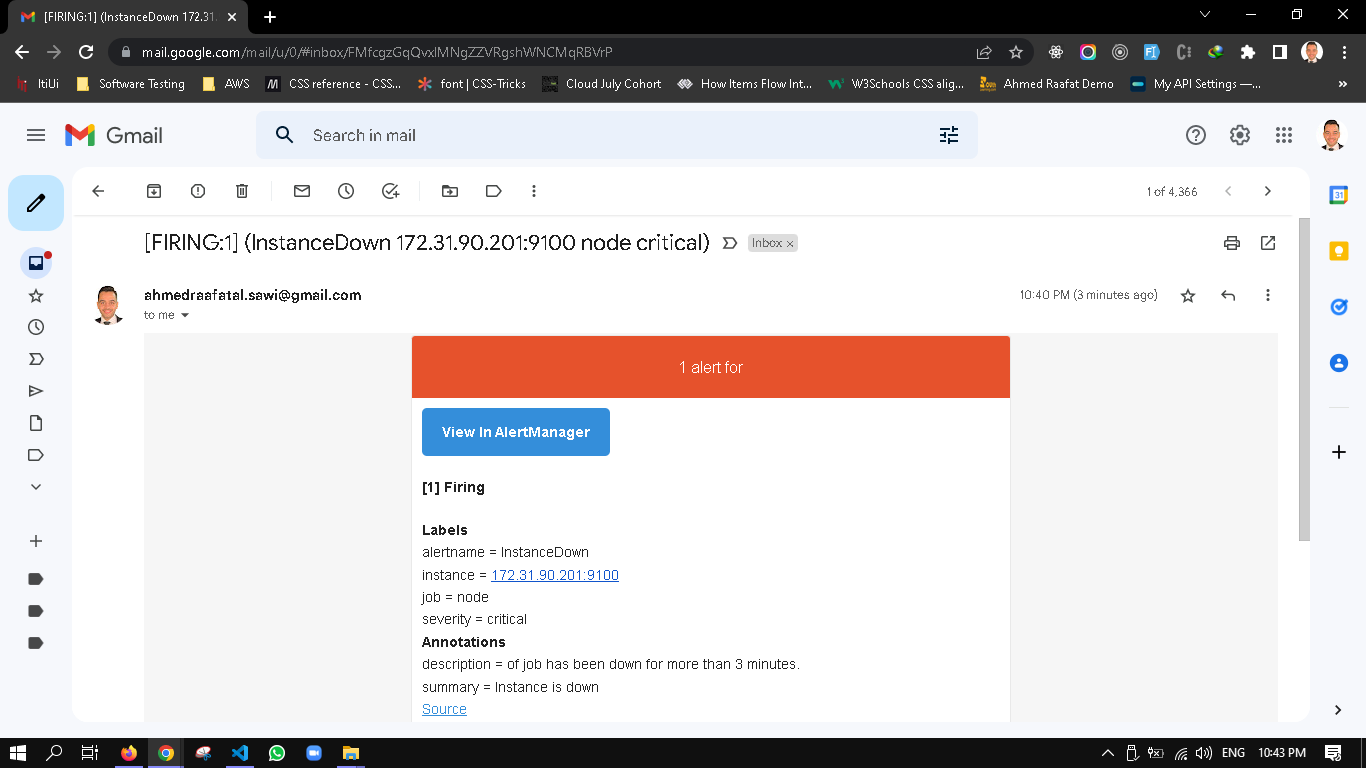 [FIRING:1] (InstanceDown 172.31.
mail.google.com/mail/u/0/#inbox/FMfcgzGqQvxlMNgZZVRqshWNCMqRBVrP
ItiUi
Software Testing
AWS
CSS reference - CSS...
font | CSS-Tricks
Cloud July Cohort
How Items Flow Int...
W3Schools CSS alig...
Ahmed Raafat Demo
My API Settings —...
»
Gmail
Search in mail
1 of 4,366
[FIRING:1] (InstanceDown 172.31.90.201:9100 node critical)
Inbox ×
ahmedraafatal.sawi@gmail.com
10:40 PM (3 minutes ago)
to me
1 alert for
View In AlertManager
[1] Firing
Labels
alertname = InstanceDown
instance = 172.31.90.201:9100
job = node
severity = critical
Annotations
description = of job has been down for more than 3 minutes.
summary = Instance is down
Source
31
ENG
10:43 PM